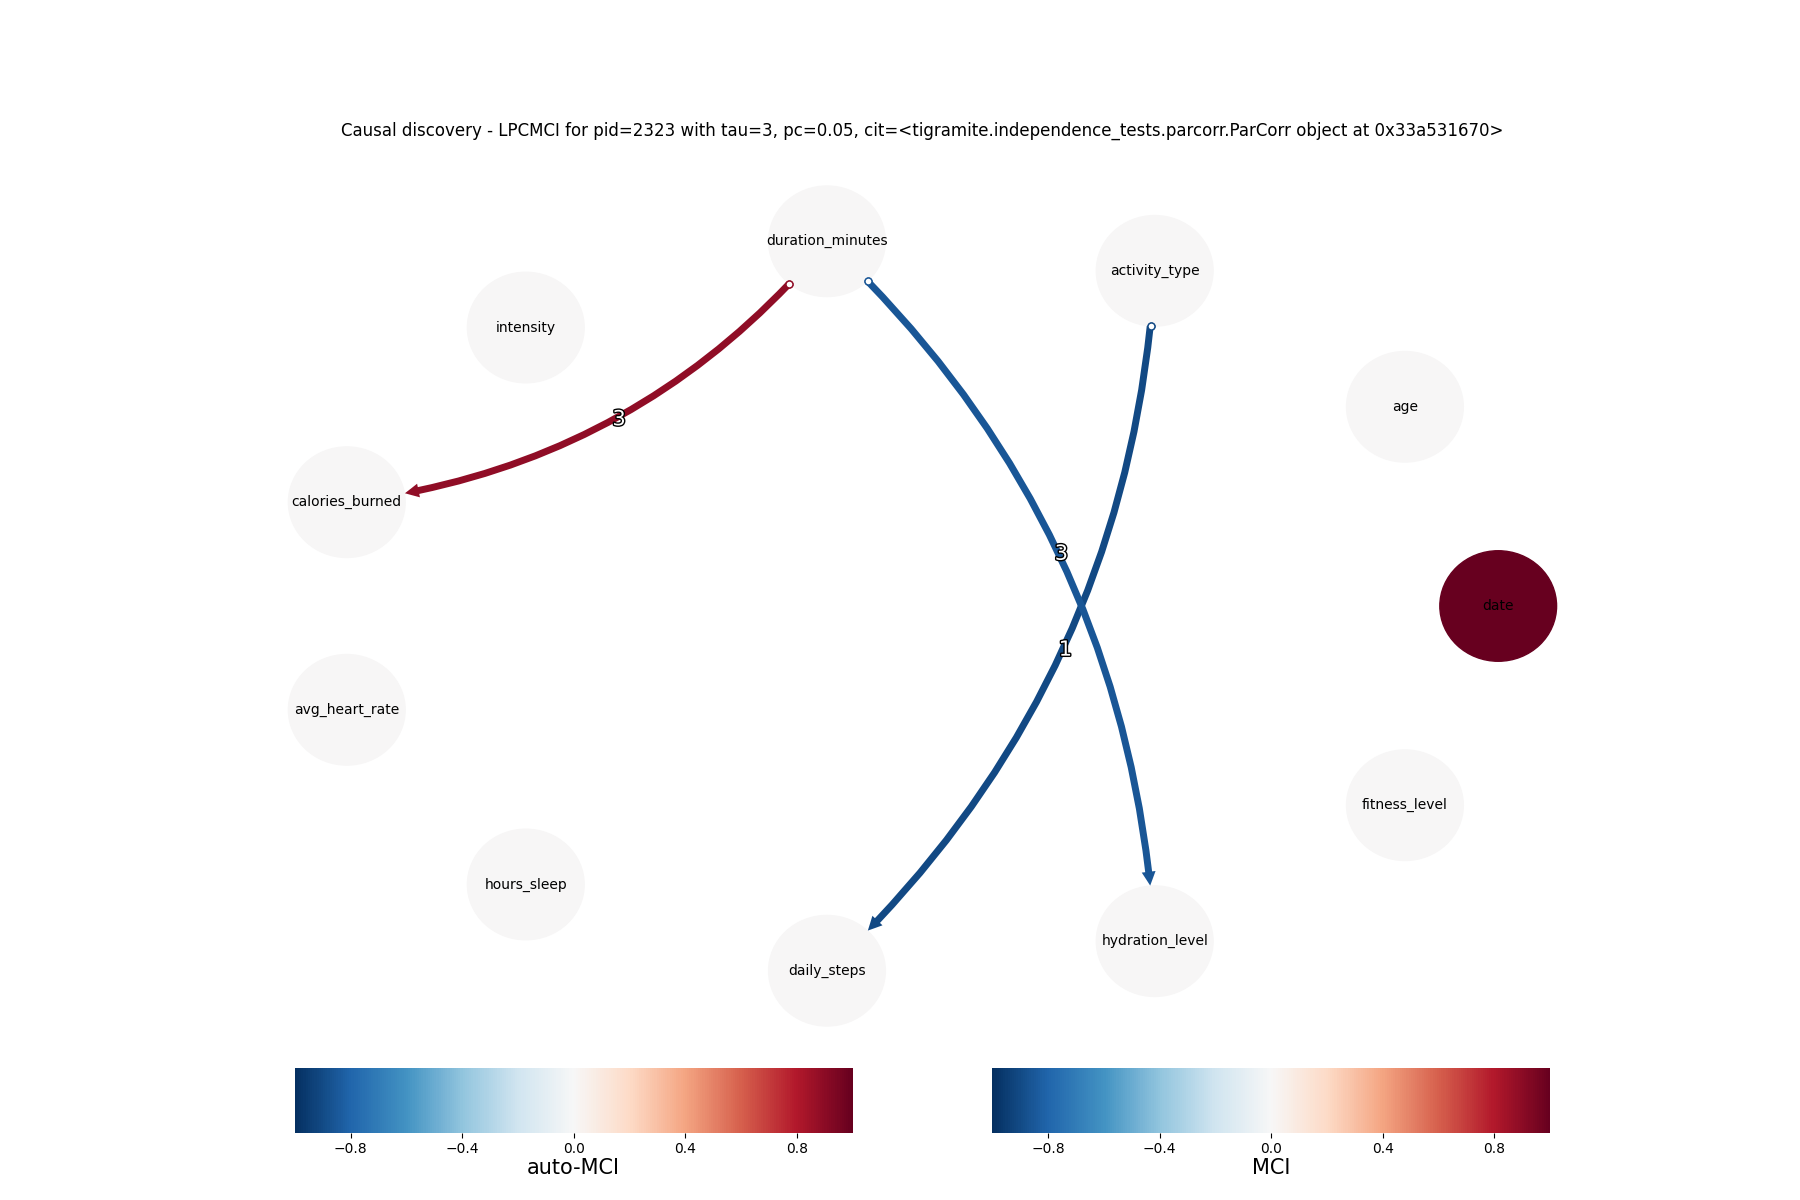 Causal discovery - LPCMCI for pid=2323 with tau=3, pc=0.05, cit=<tigramite.independence_tests.parcorr.ParCorr object at 0x33a531670>
duration_minutes
activity_type
intensity
age
3
calories_burned
3
date
1
avg_heart_rate
fitness_level
hours_sleep
hydration_level
daily_steps
−0.8 −0.4 0.0 0.4 0.8
auto-MCI
−0.8 −0.4 0.0 0.4 0.8
MCI